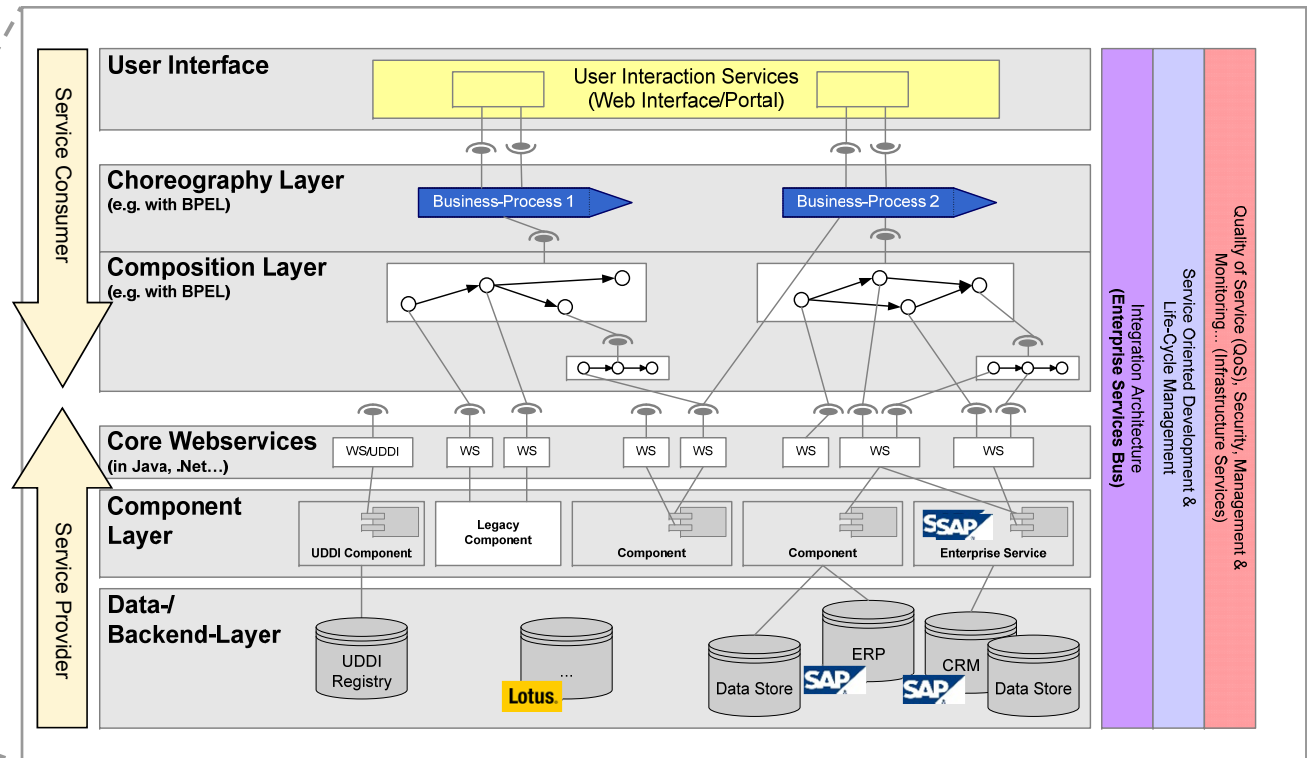 Service Consumer
Service Provider
User Interface
User Interaction Services
(Web Interface/Portal)
Choreography Layer
(e.g. with BPEL)
Business-Process 1
Business-Process 2
Composition Layer
(e.g. with BPEL)
Core Webservices
(in Java, .Net…)
WS/UDDI
WS
WS
WS
WS
WS
WS
WS
Component
Layer
UDDI Component
Legacy
Component
Component
Component
SSAP
Enterprise Service
Data-/
Backend-Layer
UDDI
Registry
...
Lotus.
Data Store
ERP
SAP
CRM
SAP
Data Store
Integration Architecture
(Enterprise Services Bus)
Service Oriented Development &
Life-Cycle Management
Quality of Service (QoS), Security, Management &
Monitoring... (Infrastructure Services)